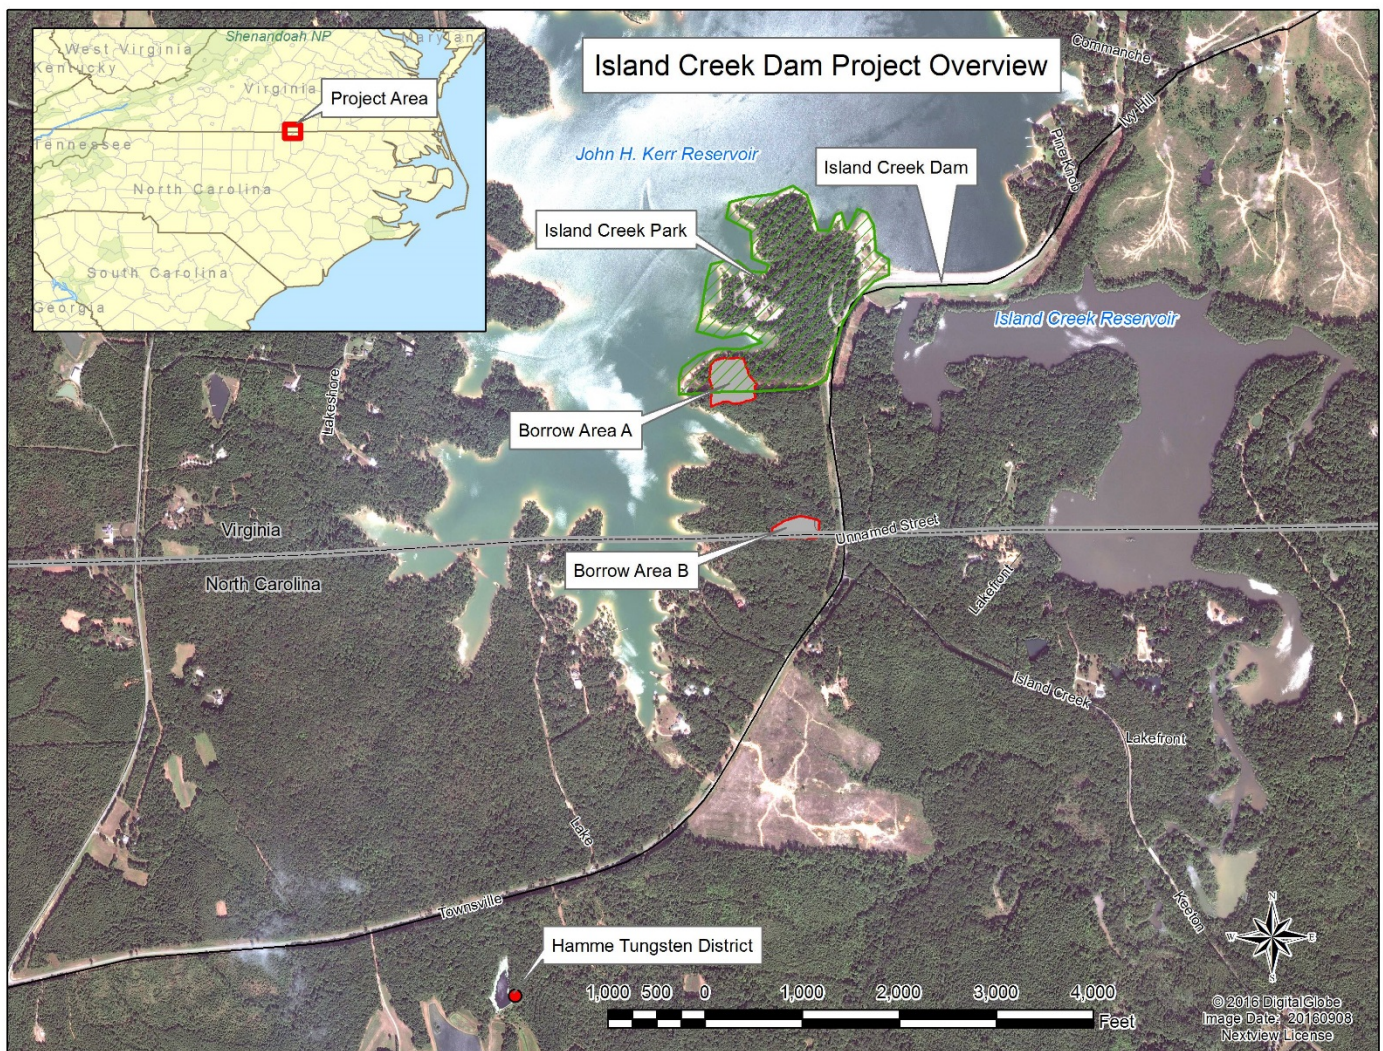 Island Creek Dam Project Overview
Shenandoah NP
Maryland
West Virginia
Kentucky
Virginia
Project Area
Tennessee
North Carolina
South Carolina
Georgia
Commanche
Ivy Hill
Pine Knob
John H. Kerr Reservoir
Island Creek Dam
Island Creek Park
Island Creek Reservoir
Lakeshore
Borrow Area A
Virginia
Unnamed Street
North Carolina
Borrow Area B
Lakefront
Island Creek
Lakefront
Lake
Townsville
Keeton
Hamme Tungsten District
N
W E
S
1,000 500 0 1,000 2,000 3,000 4,000
Feet
© 2016 DigitalGlobe
Image Date: 20160908
Nextview License